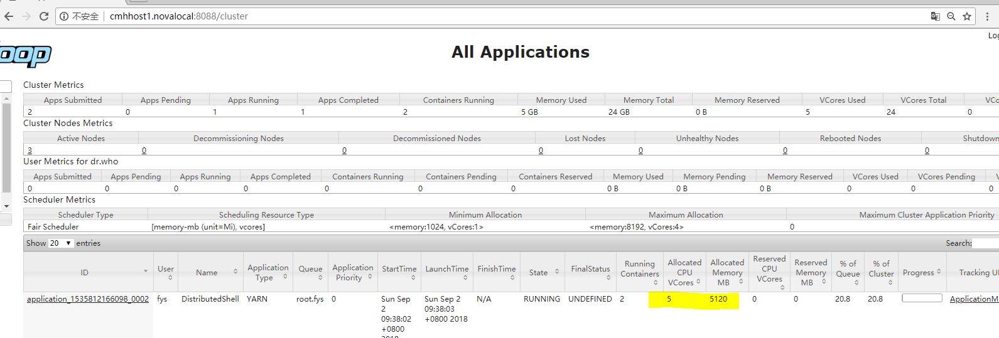 不安全 cmhhost1.novalocal:8088/cluster
Log
oop
All Applications
Cluster Metrics
Apps Submitted Apps Pending Apps Running Apps Completed Containers Running Memory Used Memory Total Memory Reserved VCores Used VCores Total VCo
2 0 1 1 2 5 GB 24 GB 0 B 5 24 0
Cluster Nodes Metrics
Active Nodes Decommissioning Nodes Decommissioned Nodes Lost Nodes Unhealthy Nodes Rebooted Nodes Shutdown
3 0 0 0 0 0 0
User Metrics for dr.who
Apps Submitted Apps Pending Apps Running Apps Completed Containers Running Containers Pending Containers Reserved Memory Used Memory Pending Memory Reserved VCores Used VCores Pending V
0 0 0 0 0 0 0 0 B 0 B 0 B 0 0 0
Scheduler Metrics
Scheduler Type Scheduling Resource Type Minimum Allocation Maximum Allocation Maximum Cluster Application Priority
Fair Scheduler [memory-mb (unit=Mi), vcores] <memory:1024, vCores:1> <memory:8192, vCores:4> 0
Show 20 entries Search:
ID User Name Application Type Queue Application Priority StartTime LaunchTime FinishTime State FinalStatus Running Containers Allocated CPU VCores Allocated Memory MB Reserved CPU VCores Reserved Memory MB % of Queue % of Cluster Progress Tracking UI
application_1535812166098_0002 fys DistributedShell YARN root.fys 0 Sun Sep 2 09:38:02 +0800 2018 Sun Sep 2 09:38:03 +0800 2018 N/A RUNNING UNDEFINED 2 5 5120 0 0 20.8 20.8 ApplicationM